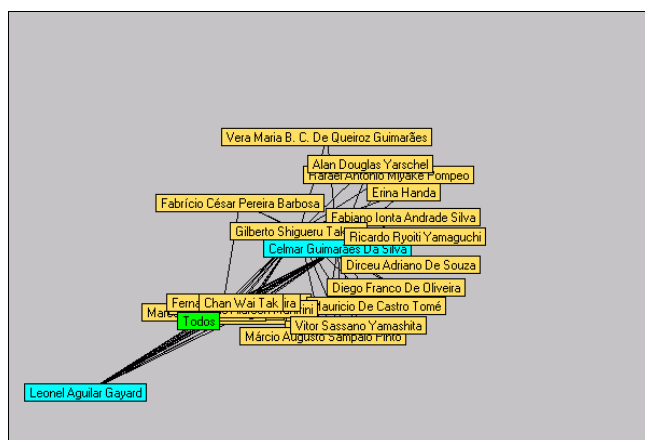 Vera Maria B. C. De Queiroz Guimarães
Alan Douglas Yarschel
Rafael Antonio Miyake Pompeo
Erina Handa
Fabrício César Pereira Barbosa
Fabiano Ionta Andrade Silva
Gilberto Shigueru
Ricardo Ryoiti Yamaguchi
Celmar Guimarães Da Silva
Dirceu Adriano De Souza
Diego Franco De Oliveira
Chan Wai Tak
Mauricio De Castro Tomé
Todos
Vitor Sassano Yamashita
Márcio Augusto Sampaio Pinto
Leonel Aguilar Gayard